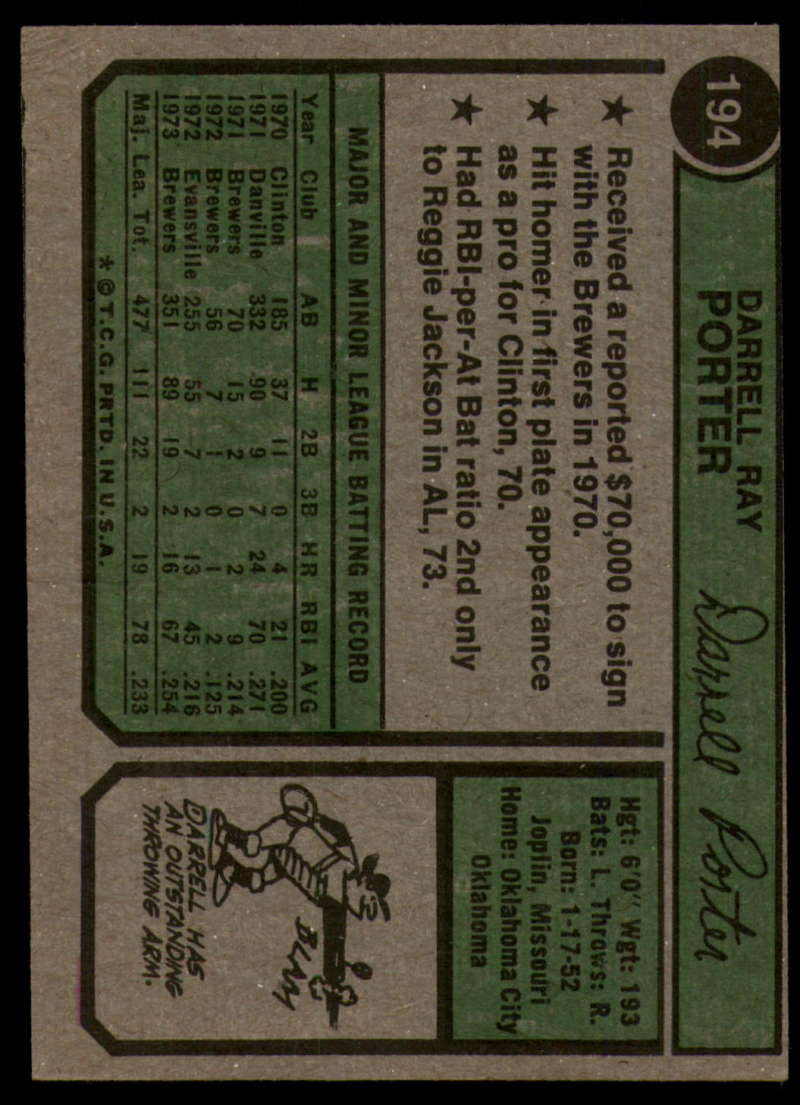 194
DARRELL RAY
PORTER
Darrell Porter
★ Received a reported $70,000 to sign
with the Brewers in 1970.
★ Hit homer in first plate appearance
as a pro for Clinton, 70.
★ Had RBI-per-At Bat ratio 2nd only
to Reggie Jackson in AL, 73.
MAJOR AND MINOR LEAGUE BATTING RECORD
Year Club AB H 2B 3B HR RBI AVG
1970 Clinton 185 37 11 0 4 21 .200
1971 Danville 332 90 9 7 24 70 .271
1971 Brewers 70 15 2 0 2 9 .214
1972 Brewers 56 7 1 0 1 2 .125
1972 Evansville 255 55 7 2 13 45 .216
1973 Brewers 351 89 19 2 16 67 .254
Maj. Lea. Tot. 477 111 22 2 19 78 .233
* © T.C.G. PRTD. IN U.S.A.
Hgt: 6'0" Wgt: 193
Bats: L. Throws: R.
Born: 1-17-52
Joplin, Missouri
Home: Oklahoma City
Oklahoma
BLAM
DARRELL HAS
AN OUTSTANDING
THROWING ARM.